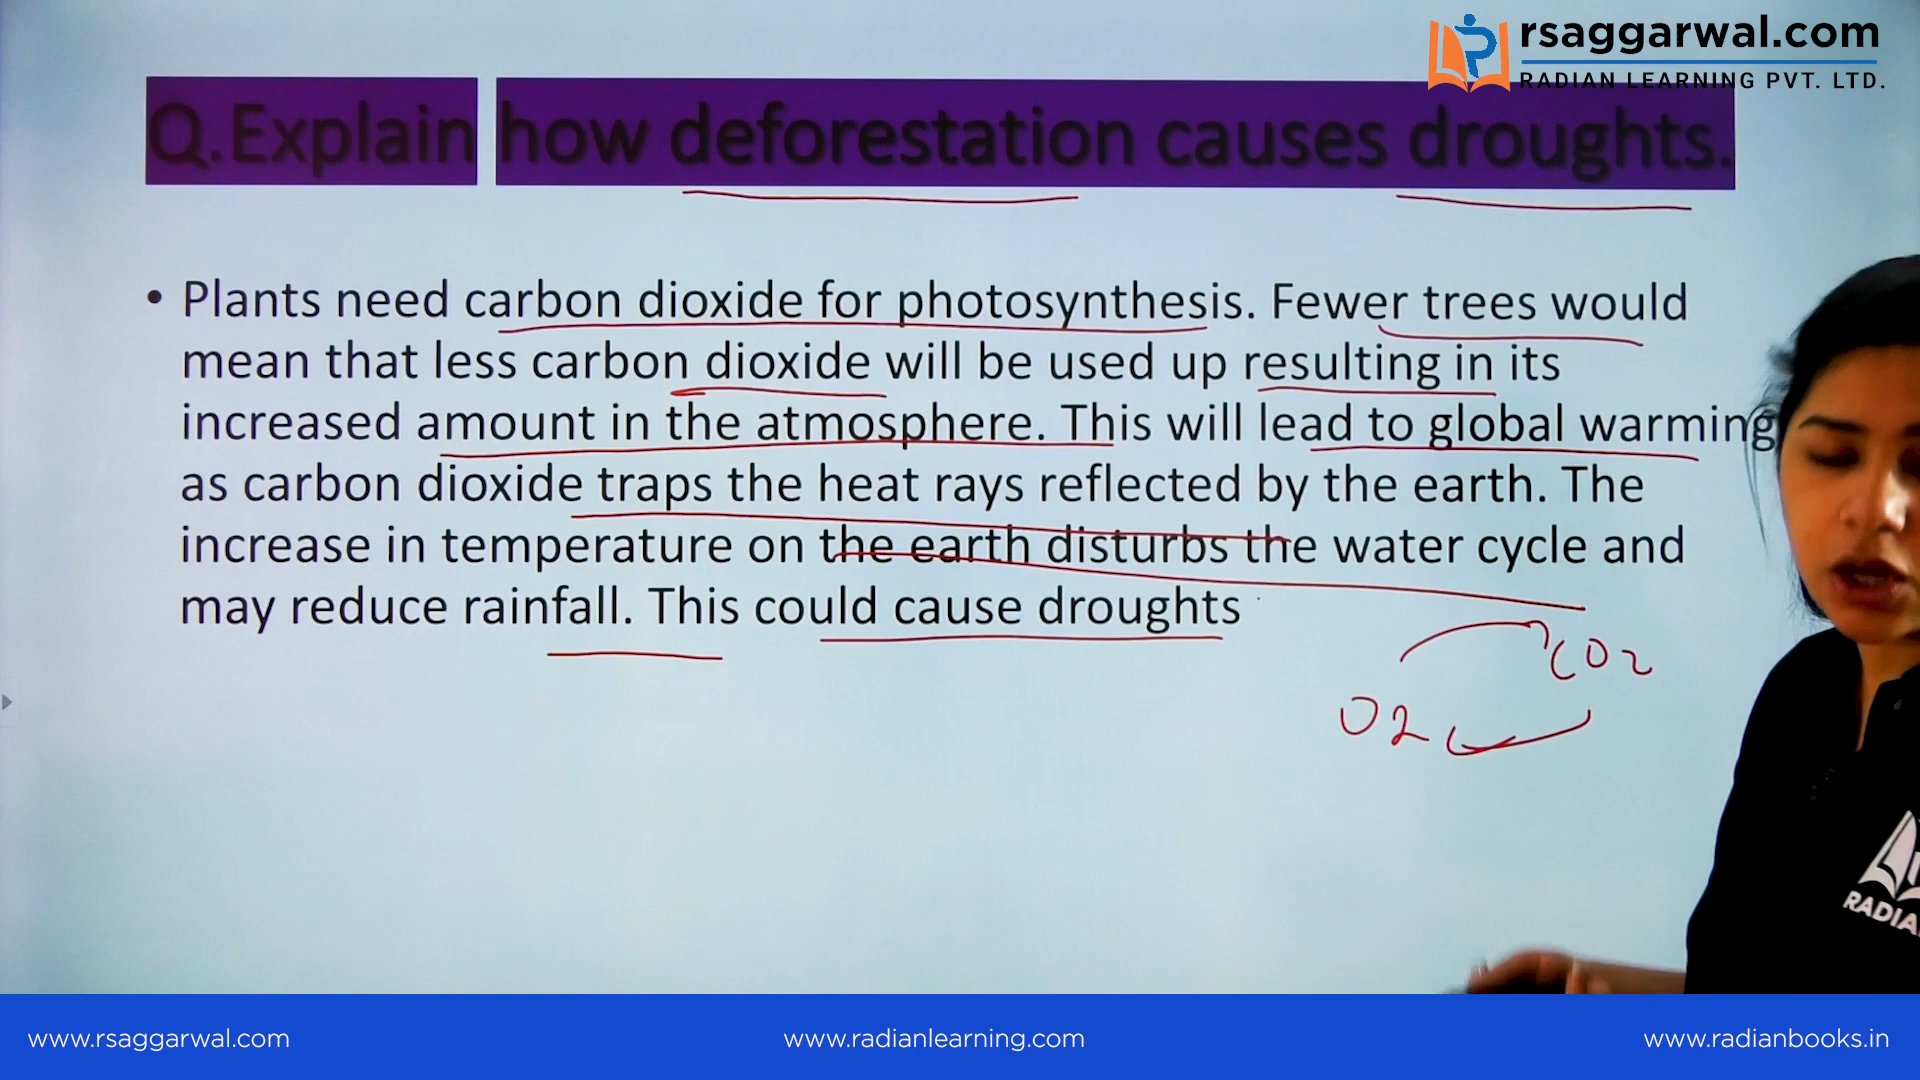 rsaggarwal.com
RADIAN LEARNING PVT. LTD.
Q.Explain how deforestation causes droughts.
• Plants need carbon dioxide for photosynthesis. Fewer trees would
mean that less carbon dioxide will be used up resulting in its
increased amount in the atmosphere. This will lead to global warming
as carbon dioxide traps the heat rays reflected by the earth. The
increase in temperature on the earth disturbs the water cycle and
may reduce rainfall. This could cause droughts
CO2
O2
www.rsaggarwal.com
www.radianlearning.com
www.radianbooks.in